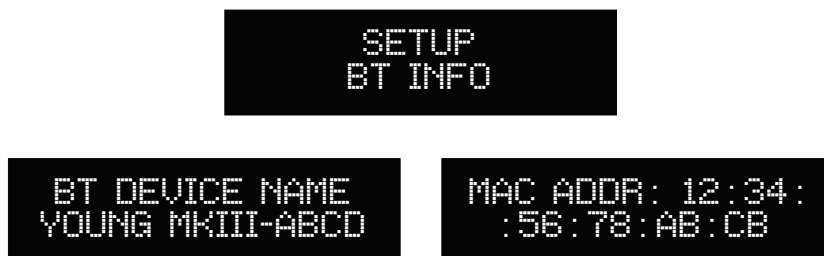 SETUP
BT INFO
BT DEVICE NAME
YOUNG MKIII-ABCD
MAC ADDR: 12:34:
:56:78:AB:CB